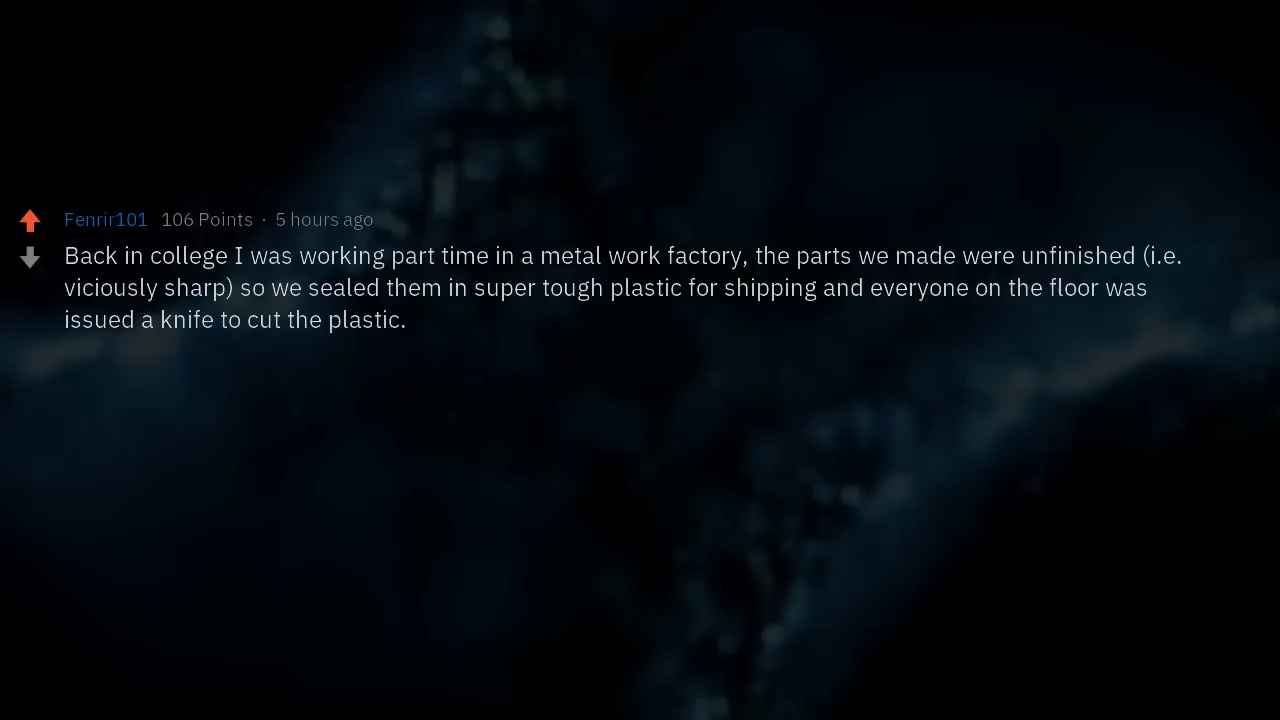 Fenrir101 106 Points · 5 hours ago
Back in college I was working part time in a metal work factory, the parts we made were unfinished (i.e.
viciously sharp) so we sealed them in super tough plastic for shipping and everyone on the floor was
issued a knife to cut the plastic.